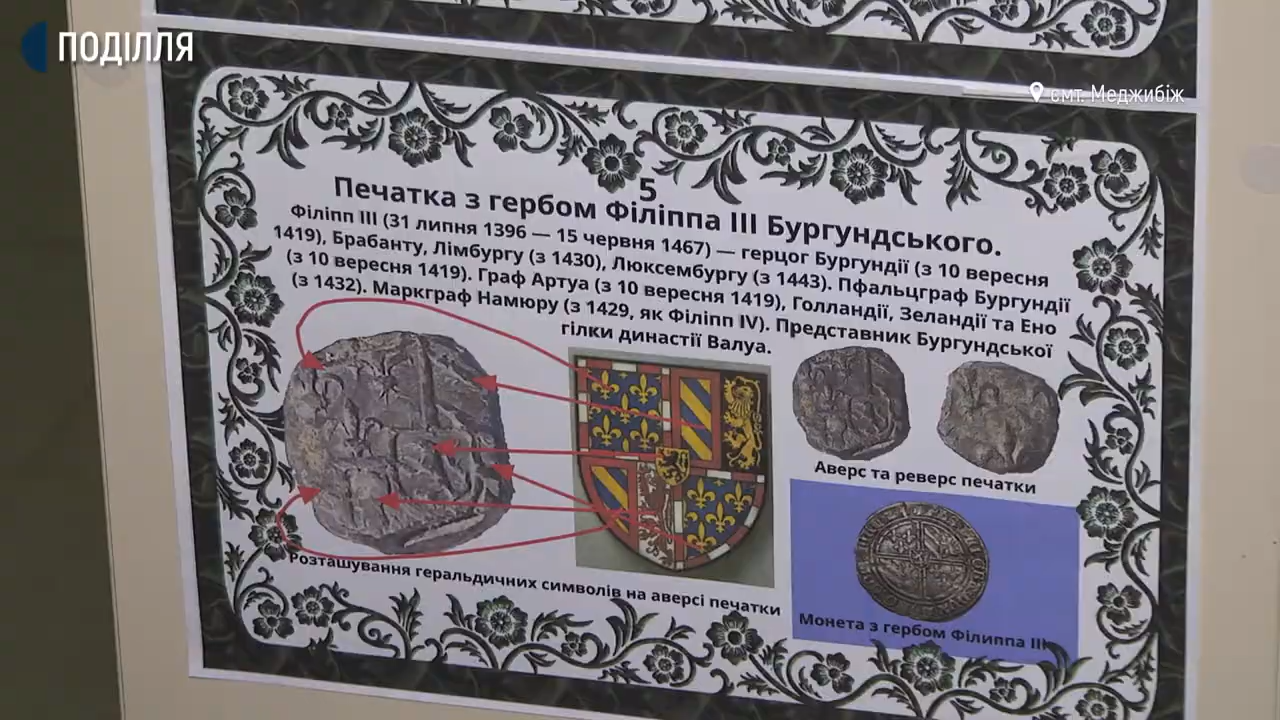 ПОДІЛЛЯ
смт. Меджибіж
5
Печатка з гербом Філіппа III Бургундського.
Філіпп III (31 липня 1396 — 15 червня 1467) — герцог Бургундії (з 10 вересня
1419), Брабанту, Лімбургу (з 1430), Люксембургу (з 1443). Пфальцграф Бургундії
(з 10 вересня 1419). Граф Артуа (з 10 вересня 1419), Голландії, Зеландії та Ено
(з 1432). Маркграф Намюру (з 1429, як Філіпп IV). Представник Бургундської
гілки династії Валуа.
Аверс та реверс печатки
Розташування геральдичних символів на аверсі печатки
Монета з гербом Філиппа III